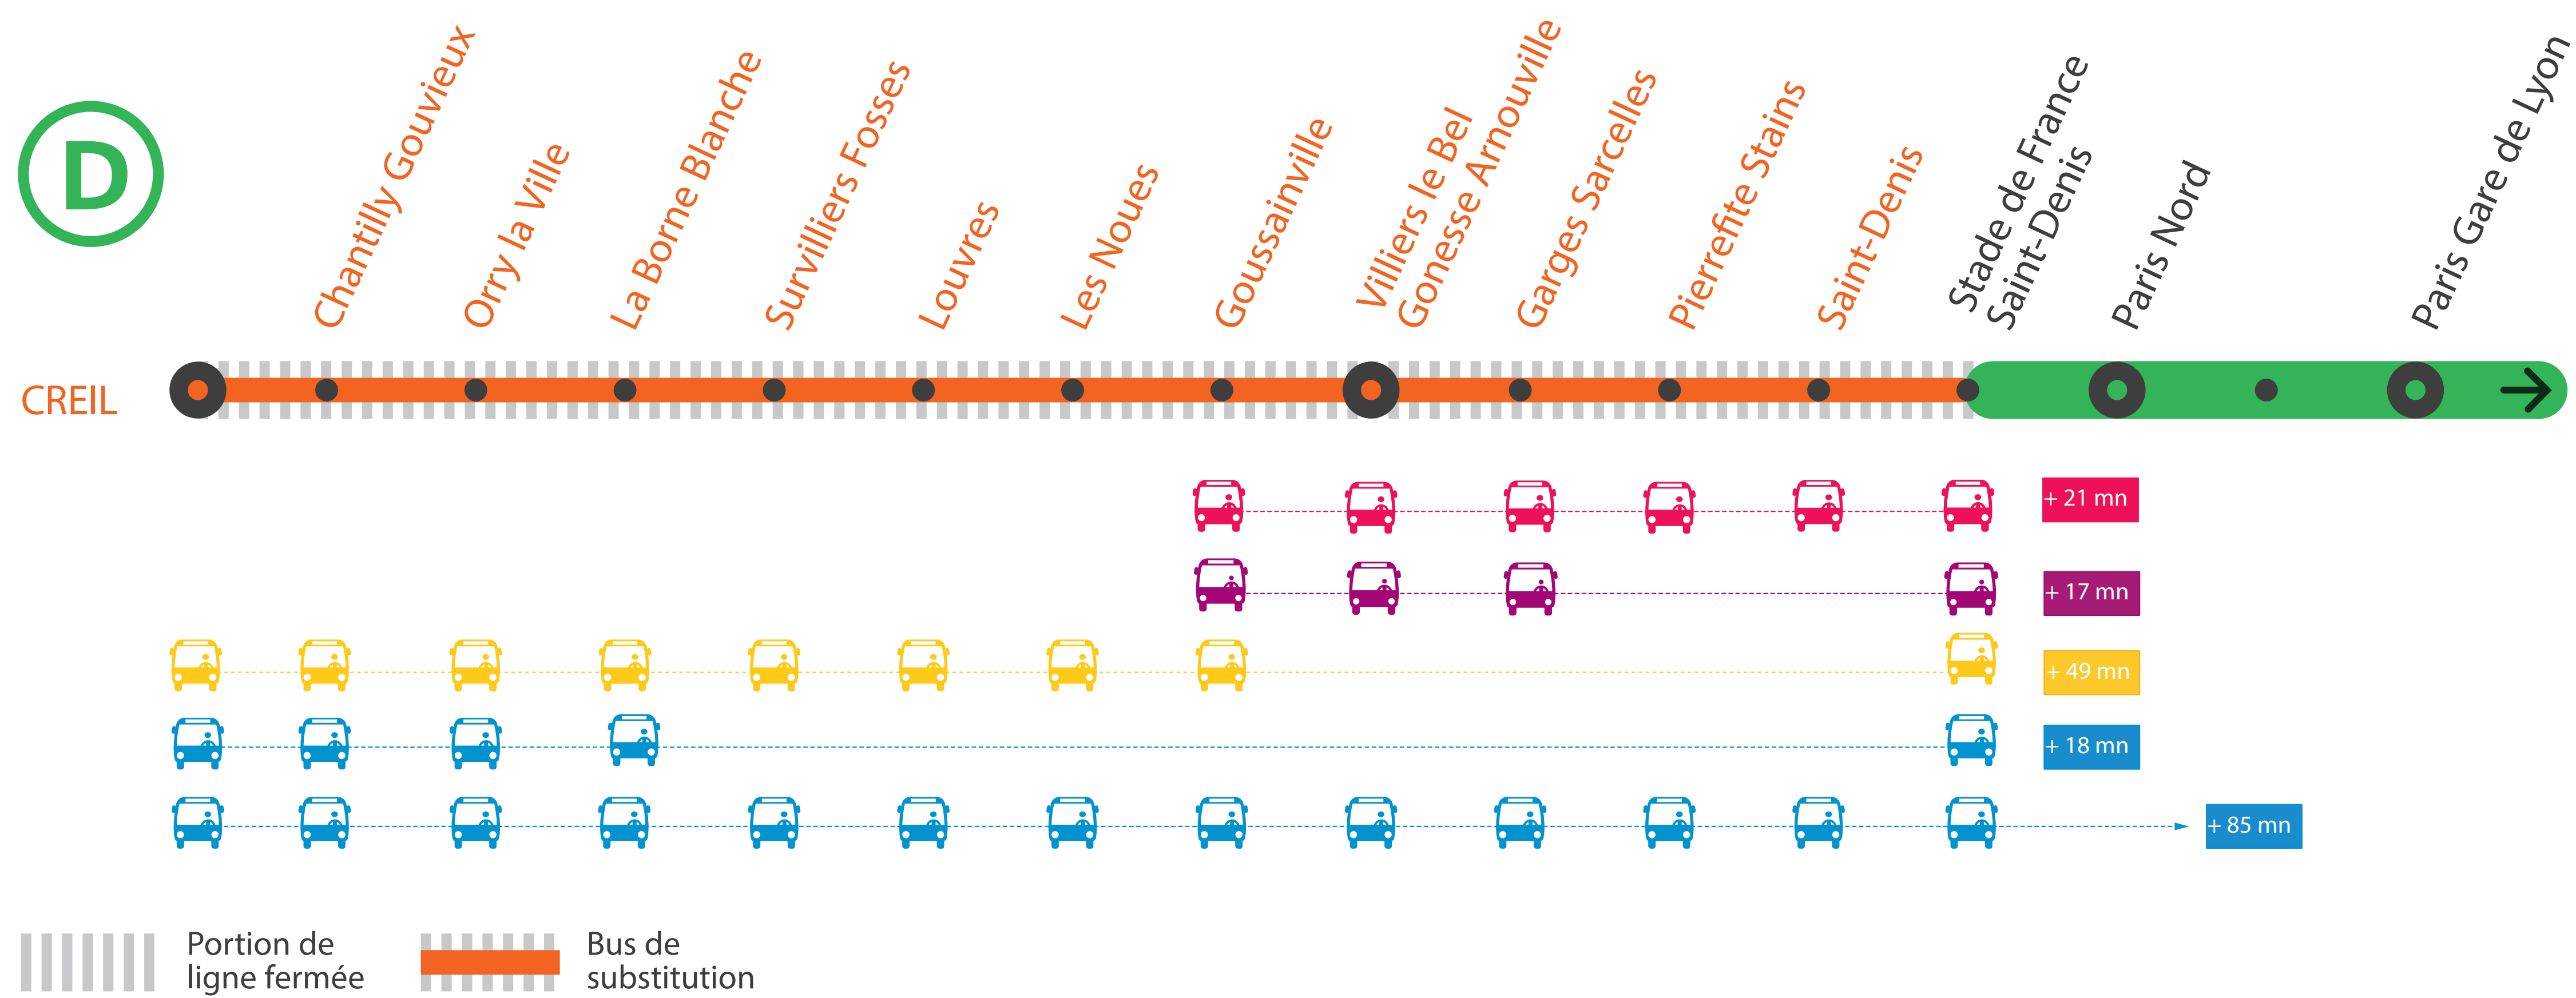 D
CREIL
Chantilly Gouvieux
Orry la Ville
La Borne Blanche
Survilliers Fosses
Louvres
Les Noues
Goussainville
Villiers le Bel
Gonesse Arnouville
Garges Sarcelles
Pierrefite Stains
Saint-Denis
Stade de France
Saint-Denis
Paris Nord
Paris Gare de Lyon
+ 21 mn
+ 17 mn
+ 49 mn
+ 18 mn
+ 85 mn
Portion de
ligne fermée
Bus de
substitution